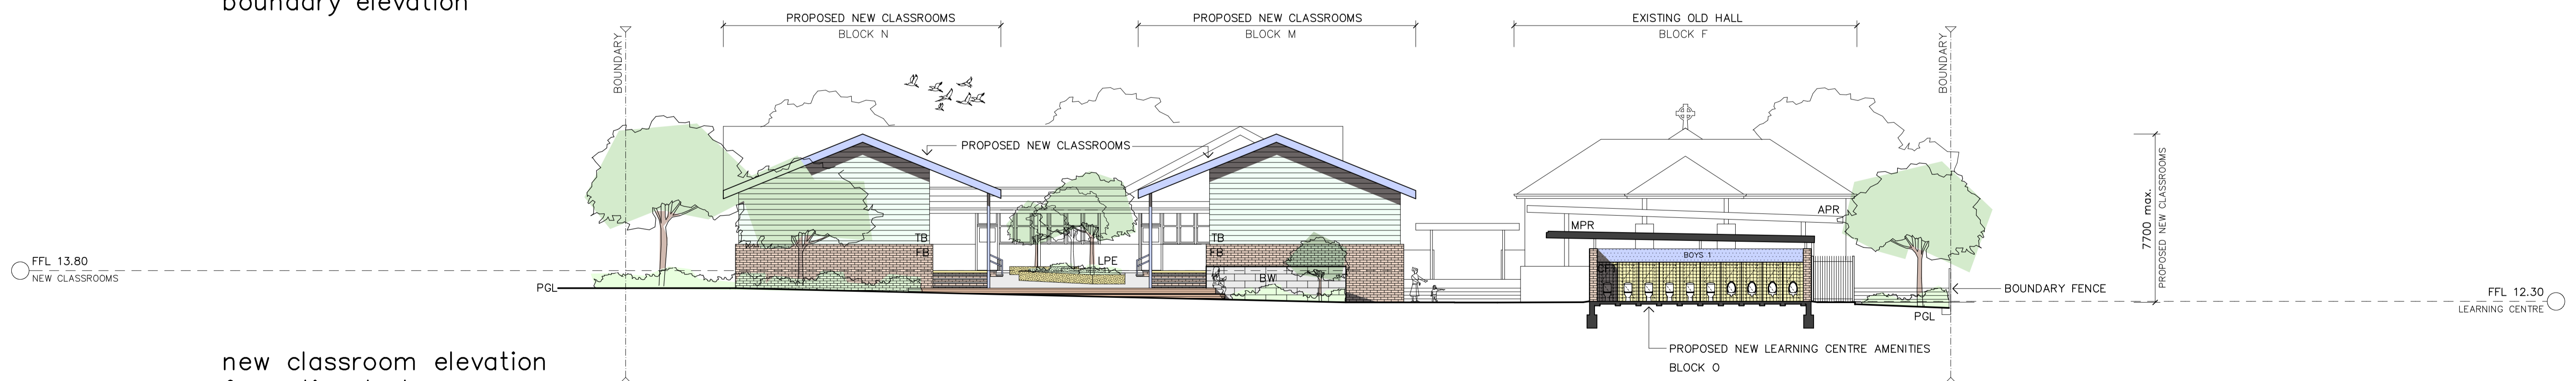 boundary elevation
PROPOSED NEW CLASSROOMS
BLOCK N
PROPOSED NEW CLASSROOMS
BLOCK M
EXISTING OLD HALL
BLOCK F
BOUNDARY
BOUNDARY
PROPOSED NEW CLASSROOMS
7700 max.
PROPOSED NEW CLASSROOMS
APR
MPR
TB
FB
TB
FB
LPE
BW
BOYS 1
FFL 13.80
NEW CLASSROOMS
PGL
BOUNDARY FENCE
FFL 12.30
LEARNING CENTRE
PGL
PROPOSED NEW LEARNING CENTRE AMENITIES
BLOCK O
new classroom elevation